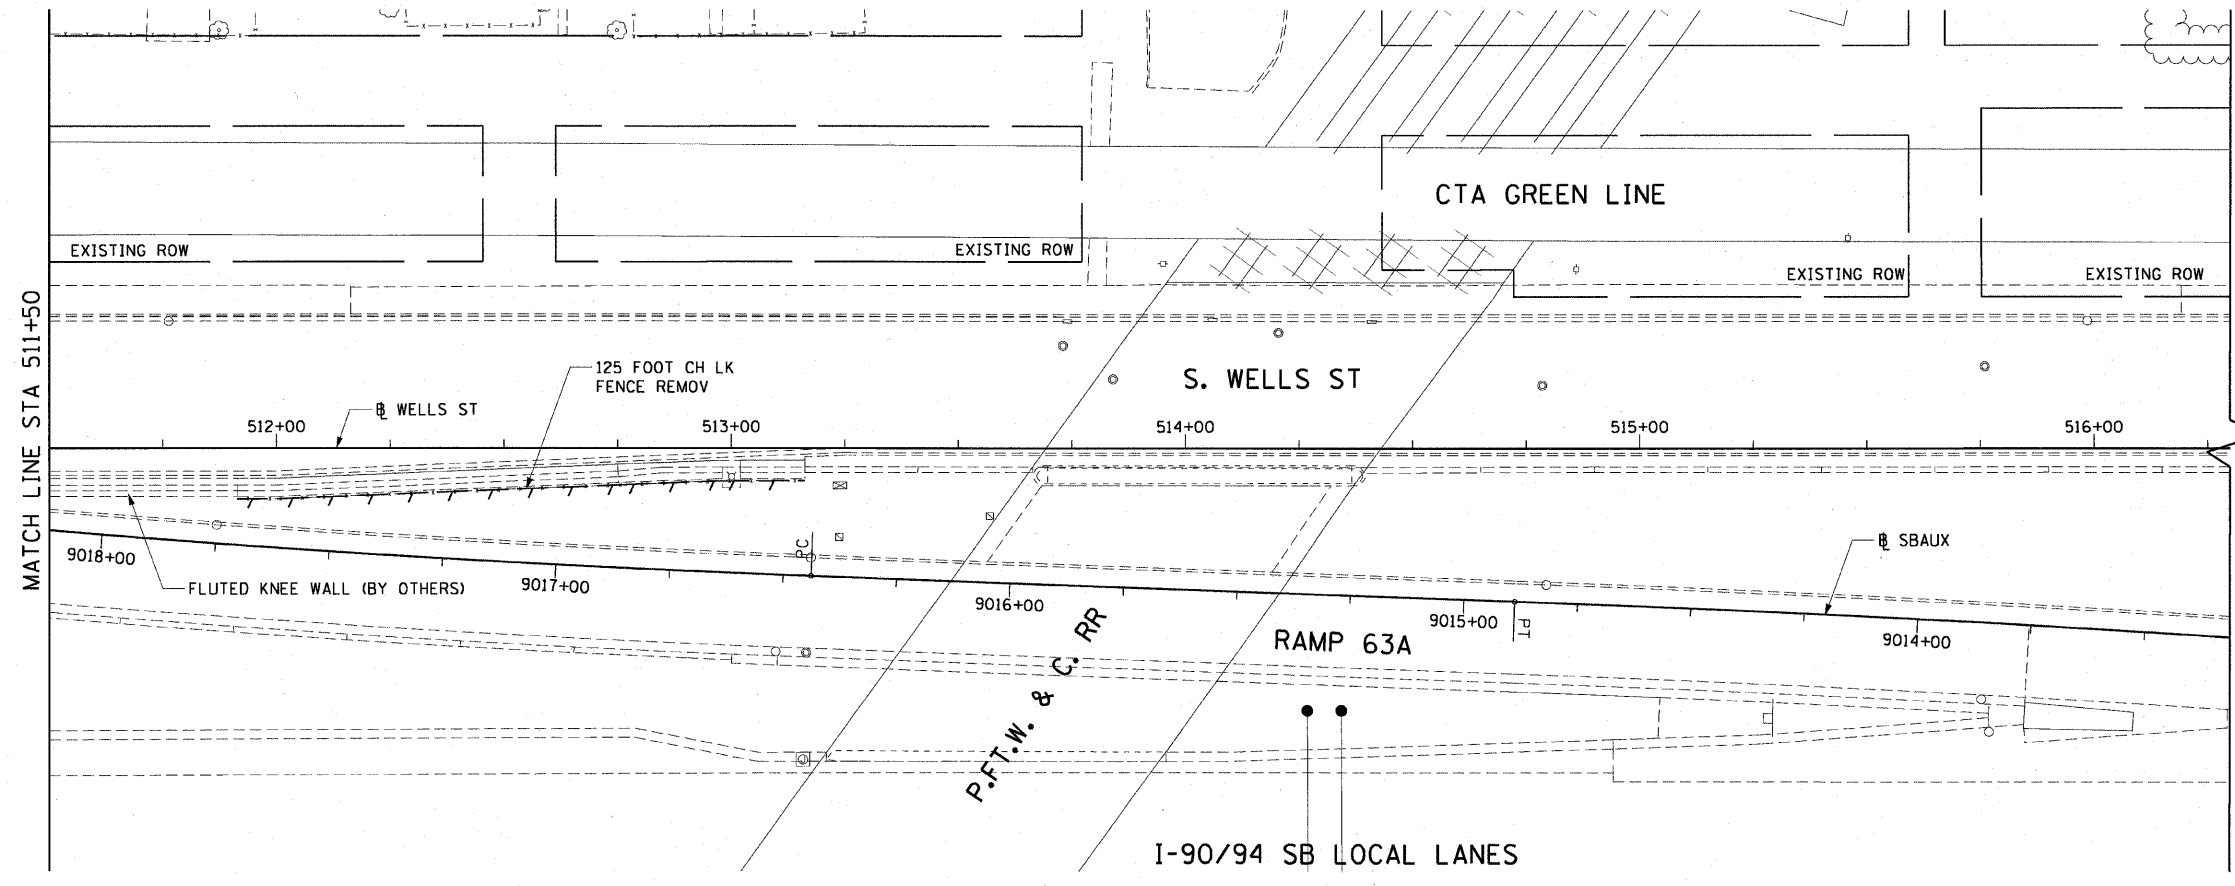 CTA GREEN LINE
EXISTING ROW
EXISTING ROW
EXISTING ROW
EXISTING ROW
MATCH LINE STA 511+50
125 FOOT CH LK
FENCE REMOV
S. WELLS ST
℄ WELLS ST
512+00
513+00
514+00
515+00
516+00
PC
℄ SBAUX
9018+00
FLUTED KNEE WALL (BY OTHERS)
9017+00
9016+00
9015+00
PT
9014+00
RAMP 63A
P.FT.W. & C. RR
I-90/94 SB LOCAL LANES